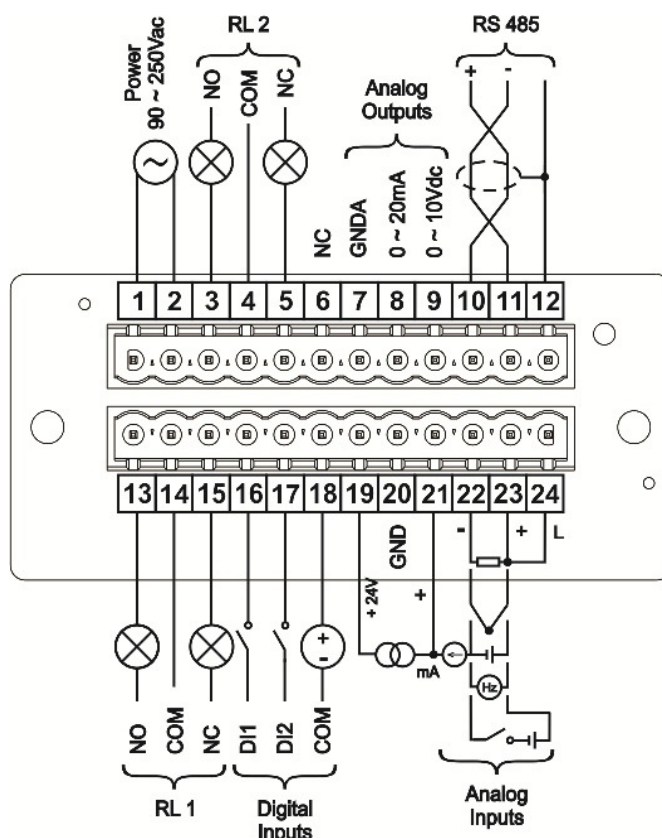 RL 2
RS 485
Power
90 ~ 250Vac
NO
COM
NC
Analog
Outputs
NC
GNDA
0 ~ 20mA
0 ~ 10Vdc
+
-
1 2 3 4 5 6 7 8 9 10 11 12
13 14 15 16 17 18 19 20 21 22 23 24
- + L
GND
+ 24V
+
+
-
mA
Hz
NO
COM
NC
DI1
DI2
COM
RL 1
Digital
Inputs
Analog
Inputs